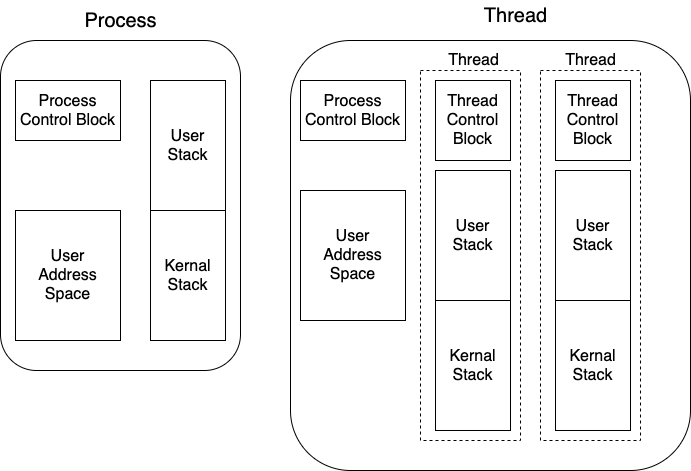 Process
Process
Control Block
User
Stack
User
Address
Space
Kernal
Stack
Thread
Process
Control Block
User
Address
Space
Thread
Thread
Control
Block
User
Stack
Kernal
Stack
Thread
Thread
Control
Block
User
Stack
Kernal
Stack